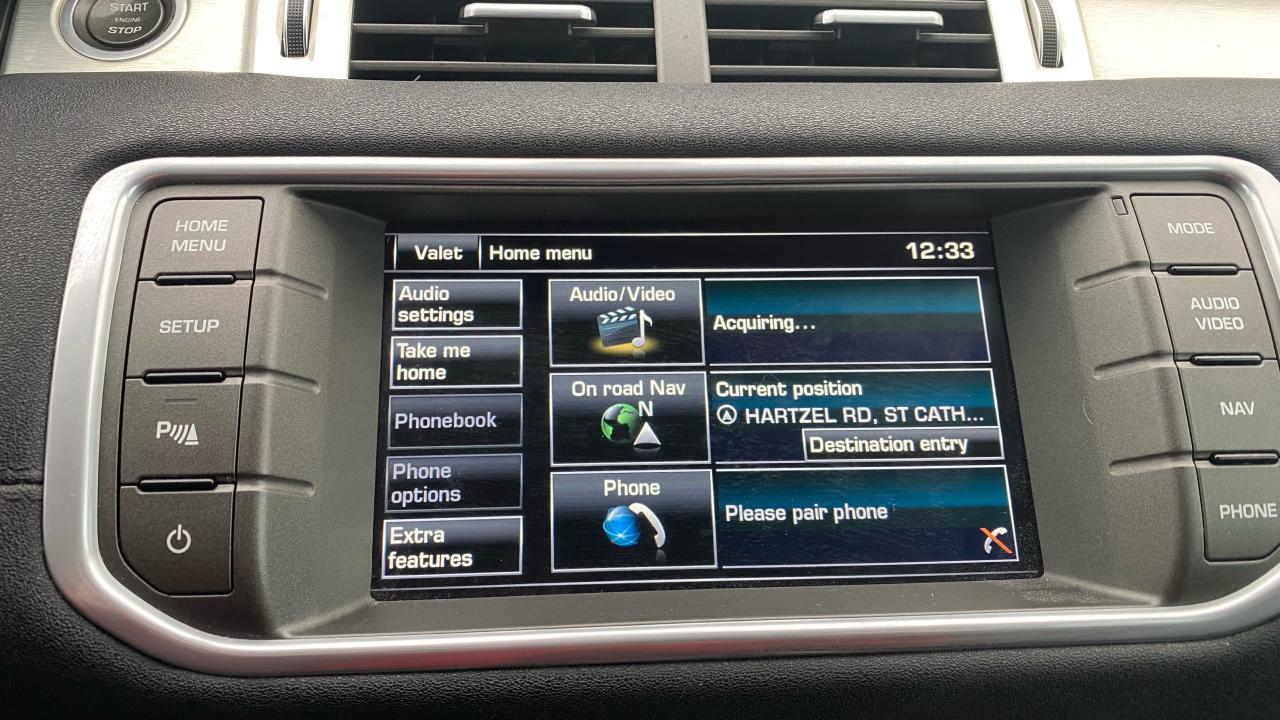 START
ENGINE
STOP
HOME
MENU
SETUP
P
Valet
Home menu
12:33
Audio
settings
Take me
home
Phonebook
Phone
options
Extra
features
Audio/Video
Acquiring...
On road Nav
N
Current position
HARTZEL RD, ST CATH...
Destination entry
Phone
Please pair phone
MODE
AUDIO
VIDEO
NAV
PHONE